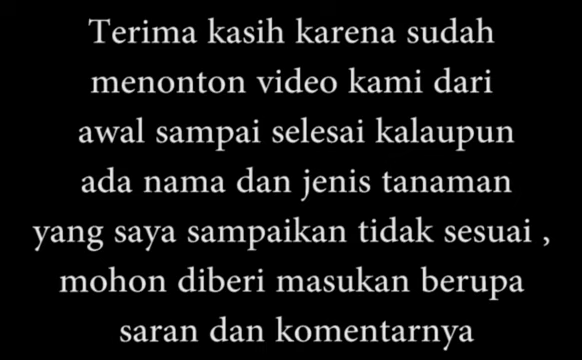 Terima kasih karena sudah
menonton video kami dari
awal sampai selesai kalaupun
ada nama dan jenis tanaman
yang saya sampaikan tidak sesuai ,
mohon diberi masukan berupa
saran dan komentarnya